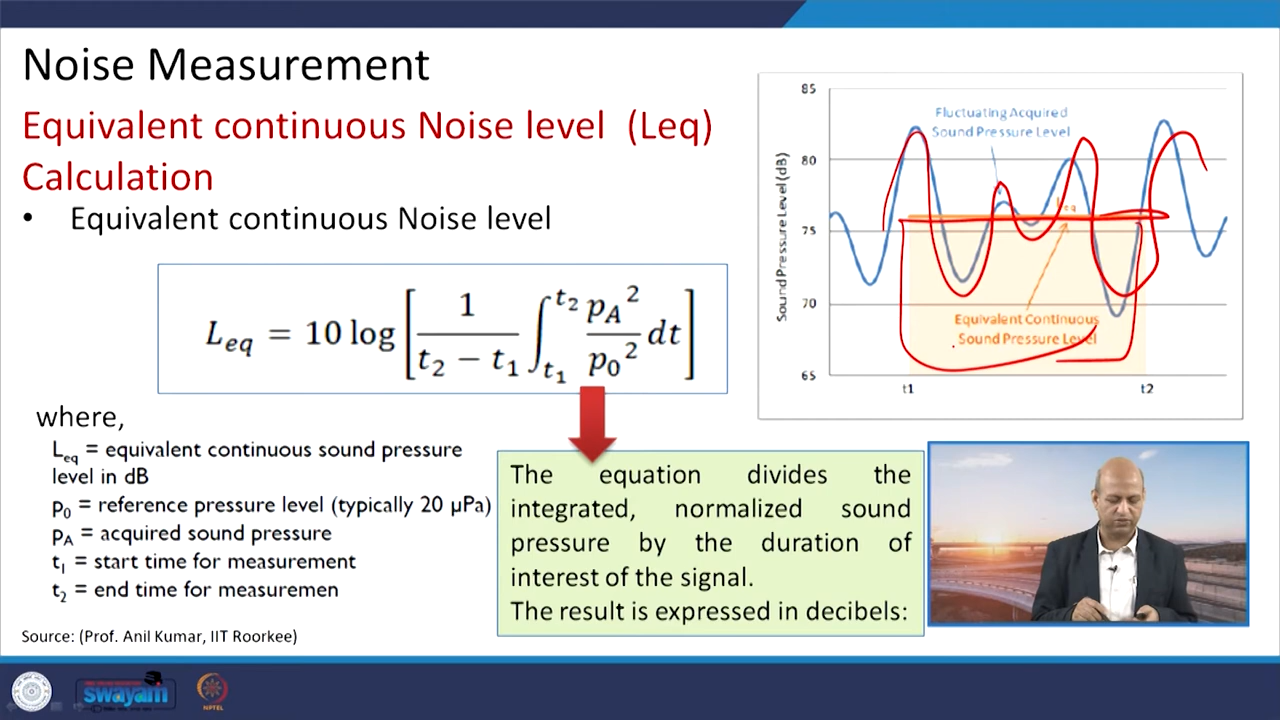 Noise Measurement
Equivalent continuous Noise level (Leq)
Calculation
• Equivalent continuous Noise level
L_eq = 10 log [ 1 / (t_2 − t_1) ∫_{t_1}^{t_2} p_A^2 / p_0^2 dt ]
where,
L_eq = equivalent continuous sound pressure
level in dB
p_0 = reference pressure level (typically 20 µPa)
p_A = acquired sound pressure
t_1 = start time for measurement
t_2 = end time for measuremen
Source: (Prof. Anil Kumar, IIT Roorkee)
The equation divides the
integrated, normalized sound
pressure by the duration of
interest of the signal.
The result is expressed in decibels:
85
80
75
70
65
Sound Pressure Level (dB)
Fluctuating Acquired
Sound Pressure Level
L_eq
Equivalent Continuous
Sound Pressure Level
t1
t2
swayam
NPTEL